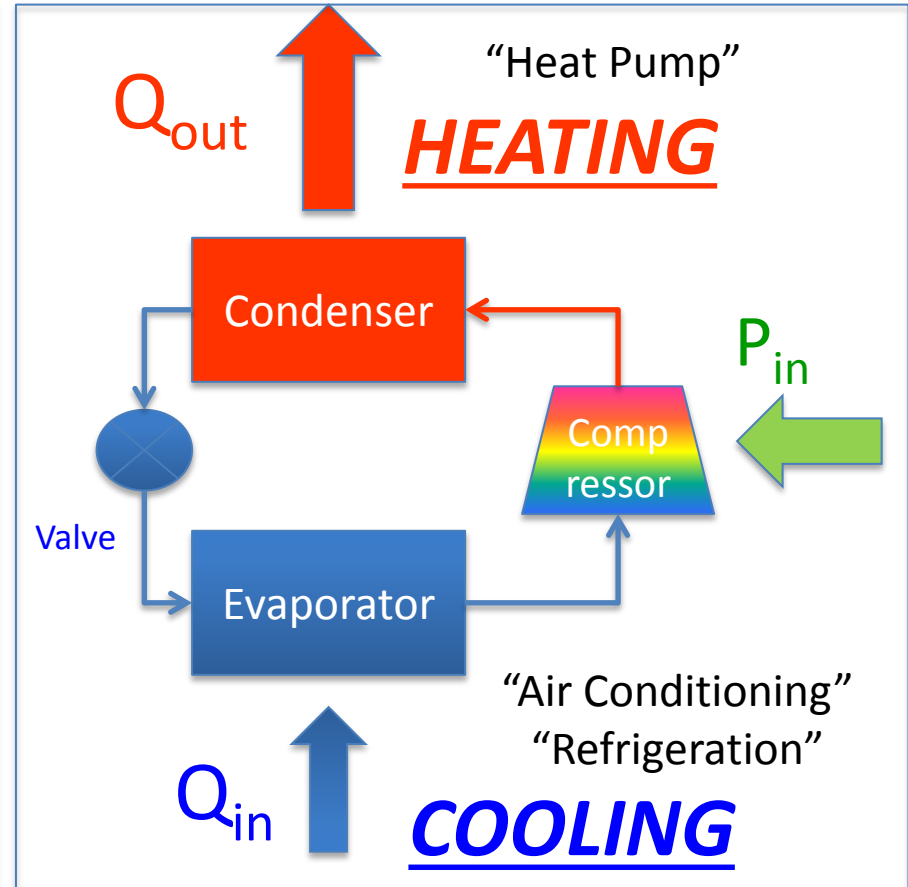 “Heat Pump”
Qout
HEATING
Condenser
Pin
Comp
ressor
Valve
Evaporator
“Air Conditioning”
“Refrigeration”
Qin
COOLING